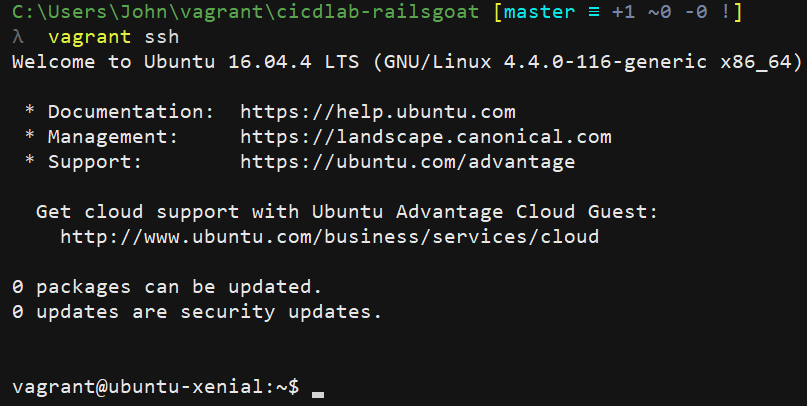 C:\Users\John\vagrant\cicdlab-railsgoat [master ≡ +1 ~0 -0 !]
λ  vagrant ssh
Welcome to Ubuntu 16.04.4 LTS (GNU/Linux 4.4.0-116-generic x86_64)
 * Documentation:  https://help.ubuntu.com
 * Management:     https://landscape.canonical.com
 * Support:        https://ubuntu.com/advantage
  Get cloud support with Ubuntu Advantage Cloud Guest:
    http://www.ubuntu.com/business/services/cloud
0 packages can be updated.
0 updates are security updates.
vagrant@ubuntu-xenial:~$ _